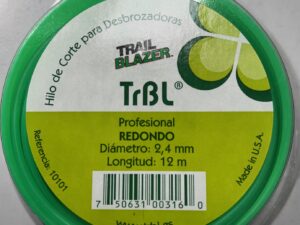 Hilo de Corte para Desbrozadoras
TRAIL
BLAZER®
TrBL®
Profesional
REDONDO
Diámetro: 2,4 mm
Longitud: 12 m
Referencia: 10101
Made in U.S.A.
7 50631 00316 0